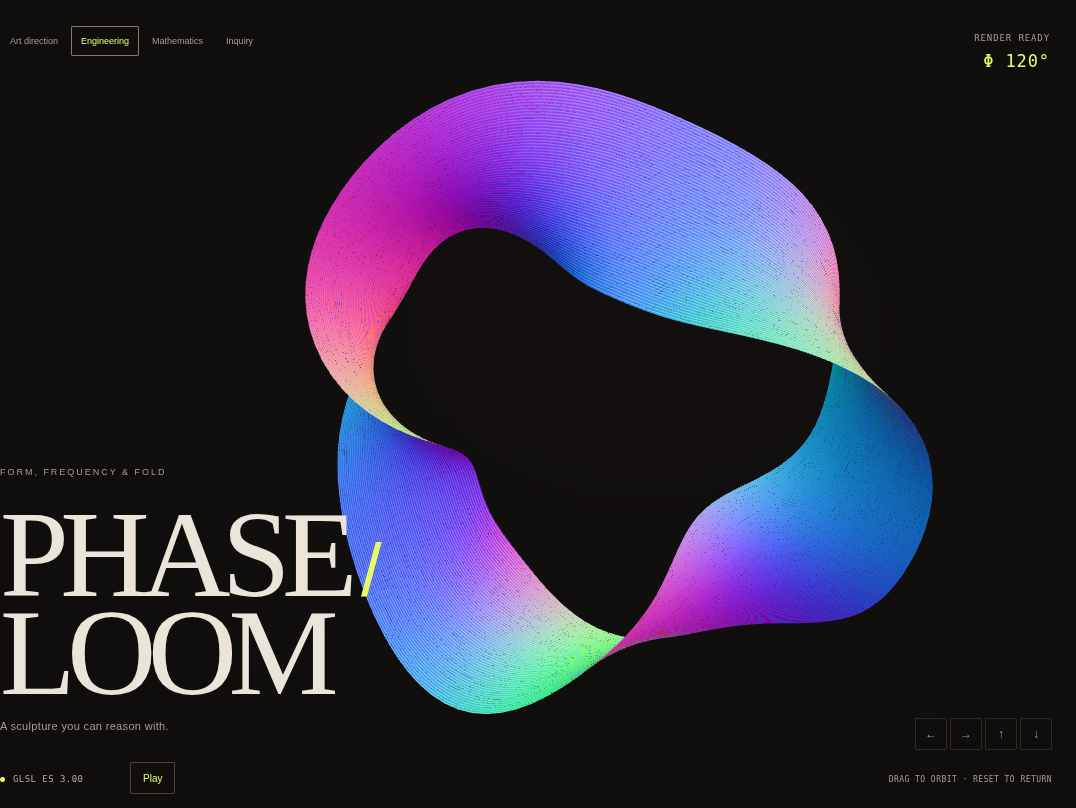 Art direction Engineering Mathematics Inquiry
RENDER READY
Φ 120°
FORM, FREQUENCY & FOLD
PHASE/
LOOM
A sculpture you can reason with.
← → ↑ ↓
GLSL ES 3.00 Play
DRAG TO ORBIT · RESET TO RETURN